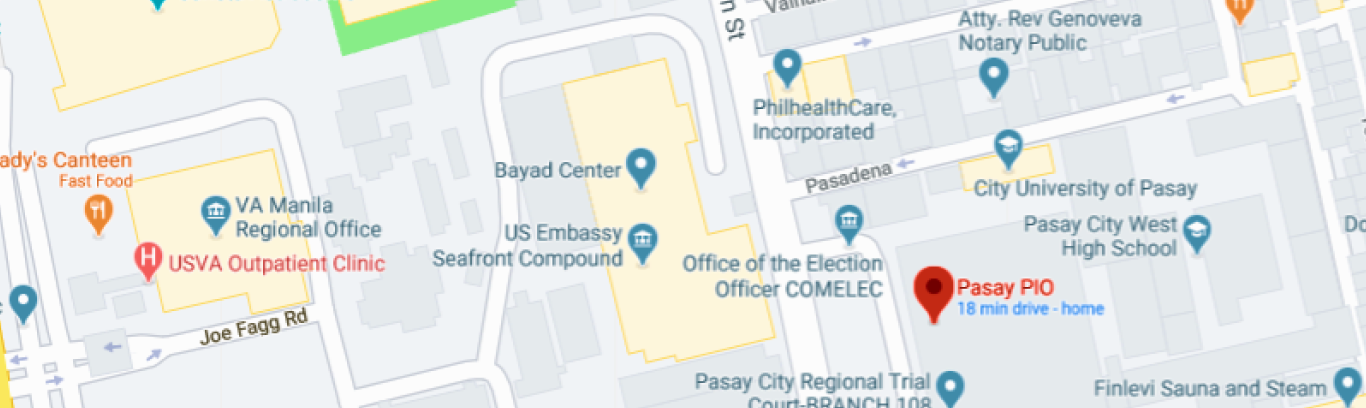 n St
Atty. Rev Genoveva
Notary Public
PhilhealthCare,
Incorporated
ady's Canteen
Fast Food
Bayad Center
Pasadena
City University of Pasay
VA Manila
Regional Office
US Embassy
Seafront Compound
Pasay City West
High School
USVA Outpatient Clinic
Office of the Election
Officer COMELEC
Pasay PIO
18 min drive - home
Joe Fagg Rd
Pasay City Regional Trial
Court-BRANCH 108
Finlevi Sauna and Steam